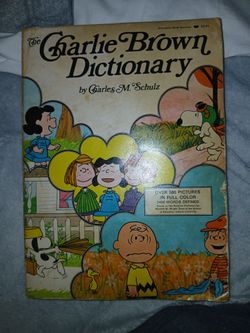 The
Charlie Brown
Dictionary
by Charles M. Schulz
OVER 580 PICTURES
IN FULL COLOR
2400 WORDS DEFINED